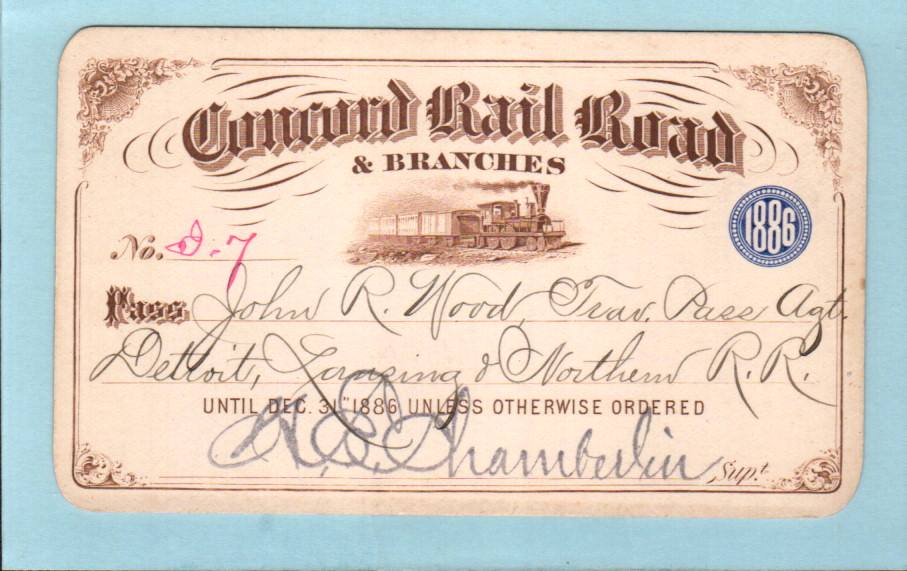 Concord Rail Road
& BRANCHES
1886
No. D.7
Pass John R. Wood, Trav. Pass Agt.
Detroit, Lansing & Northern R.R.
UNTIL DEC. 31st 1886 UNLESS OTHERWISE ORDERED
H. E. Chamberlin Supt.